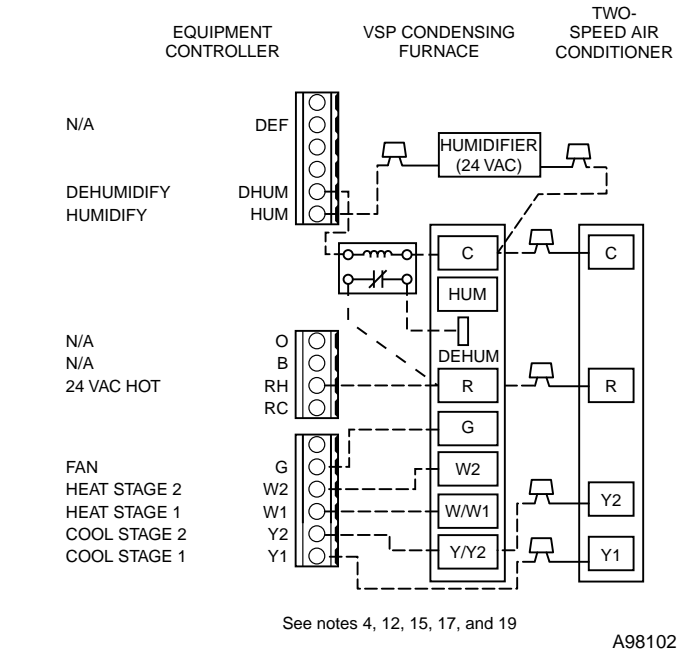 EQUIPMENT
CONTROLLER
VSP CONDENSING
FURNACE
TWO-
SPEED AIR
CONDITIONER
N/A DEF
HUMIDIFIER
(24 VAC)
DEHUMIDIFY DHUM
HUMIDIFY HUM
C C
HUM
DEHUM
N/A O
N/A B
24 VAC HOT RH R R
RC
G
FAN G
W2
HEAT STAGE 2 W2
Y2
HEAT STAGE 1 W1 W/W1
COOL STAGE 2 Y2
Y/Y2 Y1
COOL STAGE 1 Y1
See notes 4, 12, 15, 17, and 19
A98102